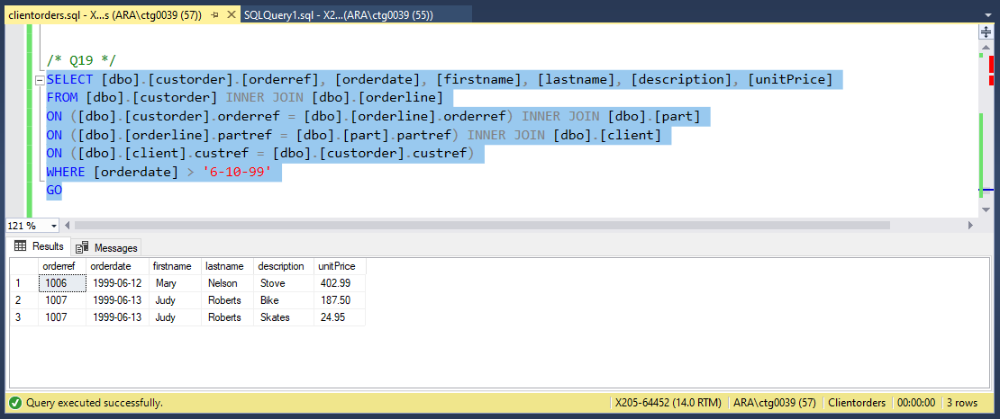 clientorders.sql - X...s (ARA\ctg0039 (57))
SQLQuery1.sql - X2...(ARA\ctg0039 (55))
/* Q19 */
SELECT [dbo].[custorder].[orderref], [orderdate], [firstname], [lastname], [description], [unitPrice]
FROM [dbo].[custorder] INNER JOIN [dbo].[orderline]
ON ([dbo].[custorder].orderref = [dbo].[orderline].orderref) INNER JOIN [dbo].[part]
ON ([dbo].[orderline].partref = [dbo].[part].partref) INNER JOIN [dbo].[client]
ON ([dbo].[client].custref = [dbo].[custorder].custref)
WHERE [orderdate] > '6-10-99'
GO
121 %
Results Messages
orderref orderdate firstname lastname description unitPrice
1 1006 1999-06-12 Mary Nelson Stove 402.99
2 1007 1999-06-13 Judy Roberts Bike 187.50
3 1007 1999-06-13 Judy Roberts Skates 24.95
Query executed successfully. X205-64452 (14.0 RTM) ARA\ctg0039 (57) Clientorders 00:00:00 3 rows